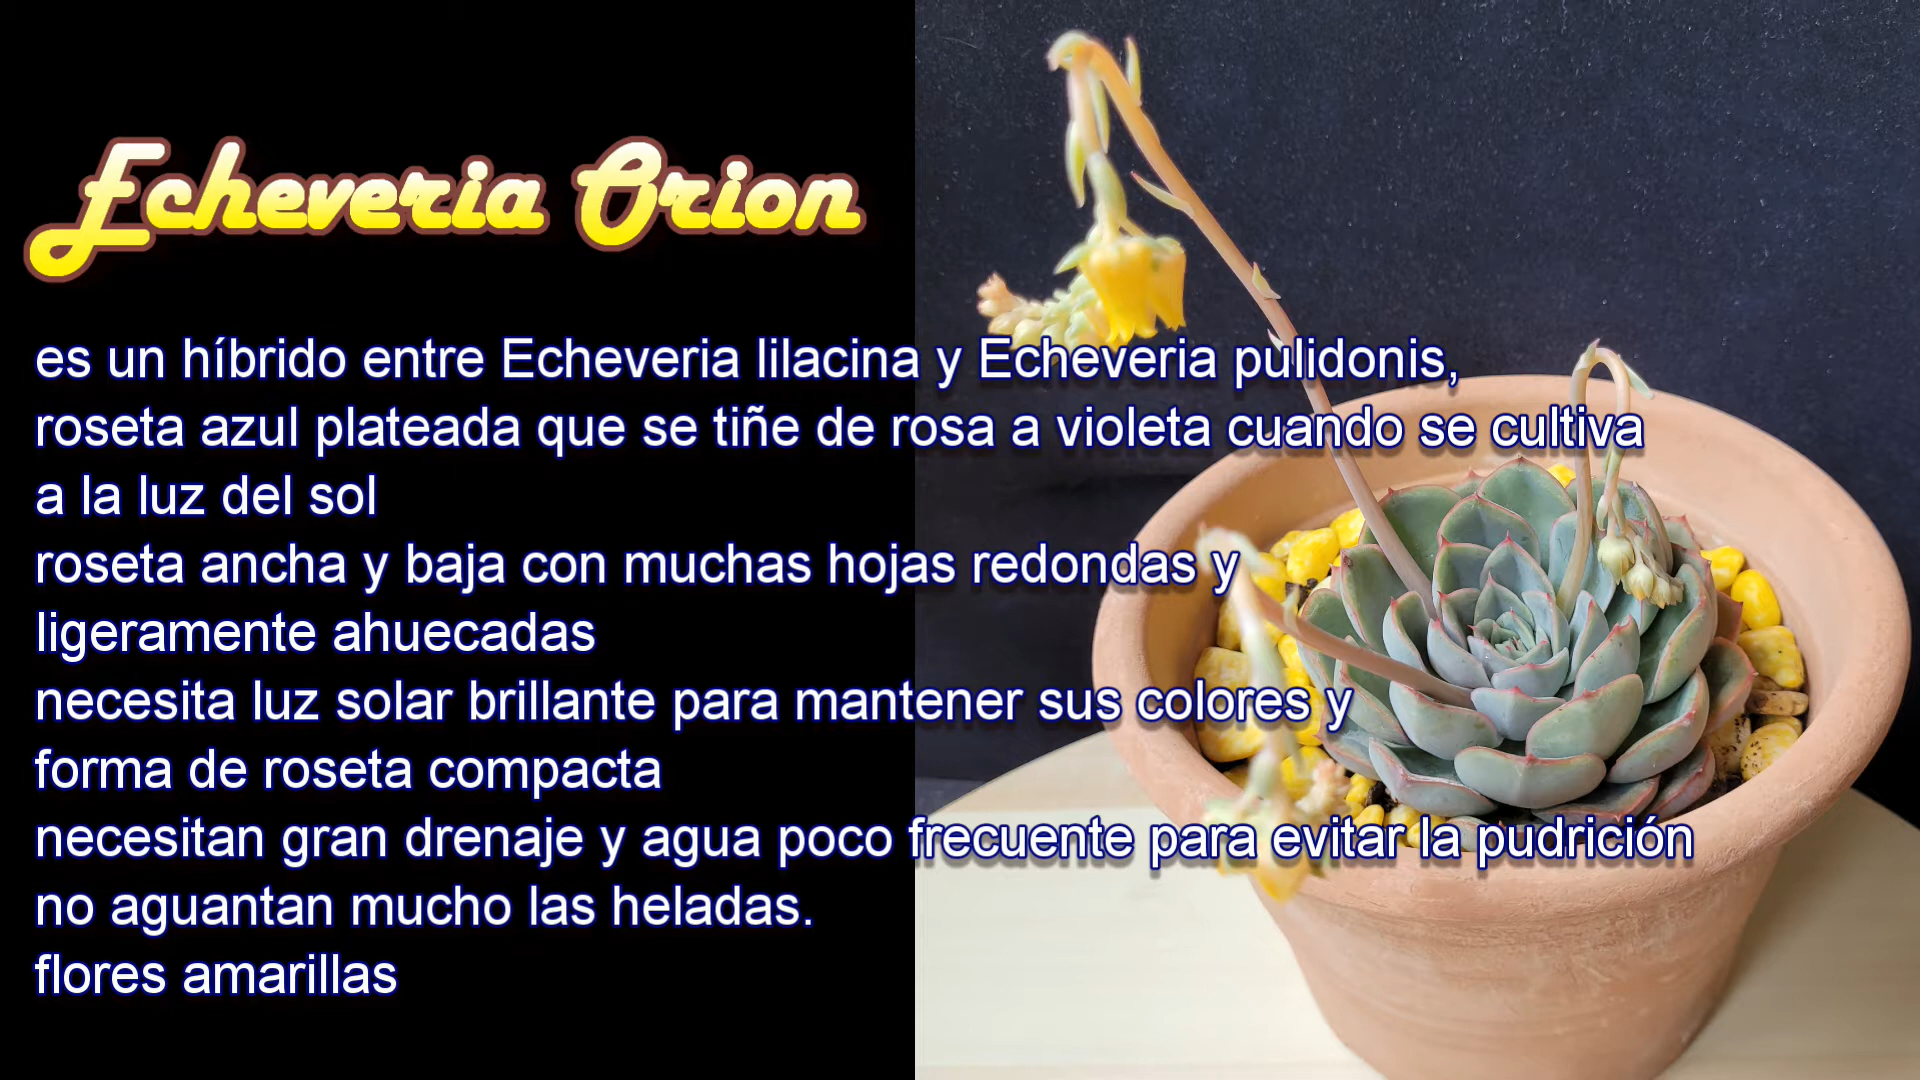 Echeveria Orion
es un híbrido entre Echeveria lilacina y Echeveria pulidonis,
roseta azul plateada que se tiñe de rosa a violeta cuando se cultiva
a la luz del sol
roseta ancha y baja con muchas hojas redondas y
ligeramente ahuecadas
necesita luz solar brillante para mantener sus colores y
forma de roseta compacta
necesitan gran drenaje y agua poco frecuente para evitar la pudrición
no aguantan mucho las heladas.
flores amarillas